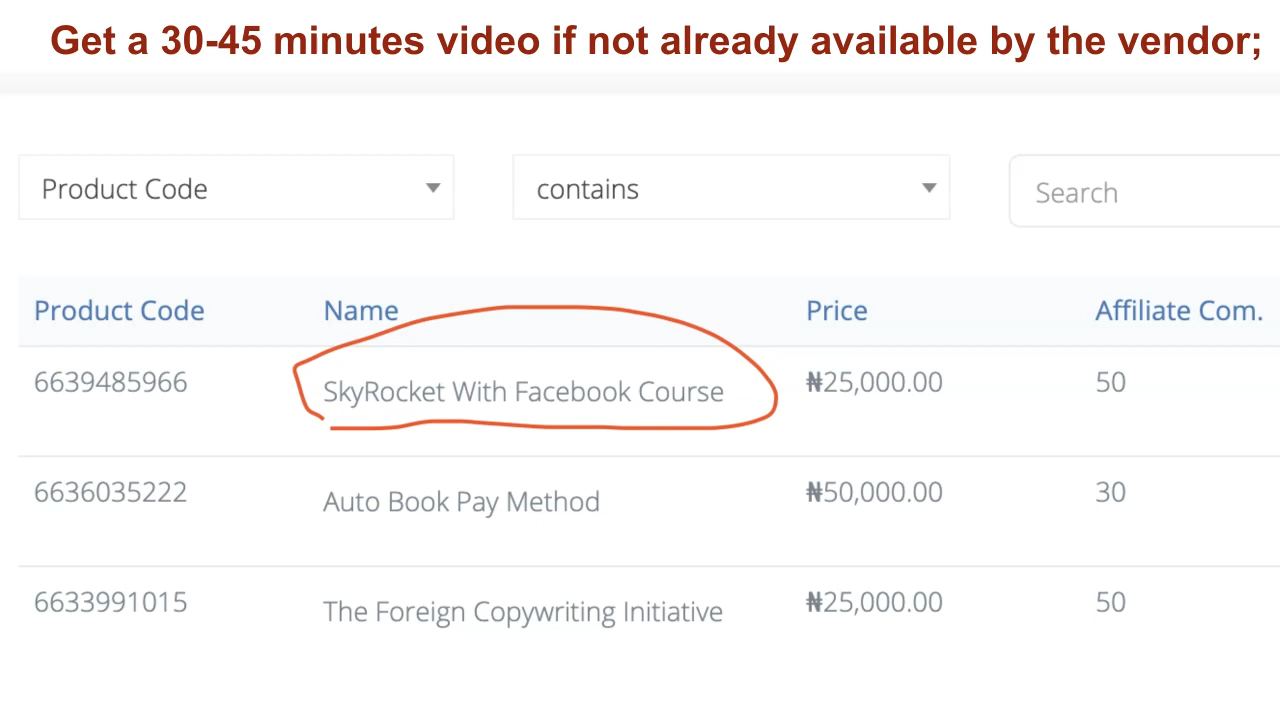 Get a 30-45 minutes video if not already available by the vendor;
Product Code contains Search
Product Code Name Price Affiliate Com.
6639485966 SkyRocket With Facebook Course ₦25,000.00 50
6636035222 Auto Book Pay Method ₦50,000.00 30
6633991015 The Foreign Copywriting Initiative ₦25,000.00 50